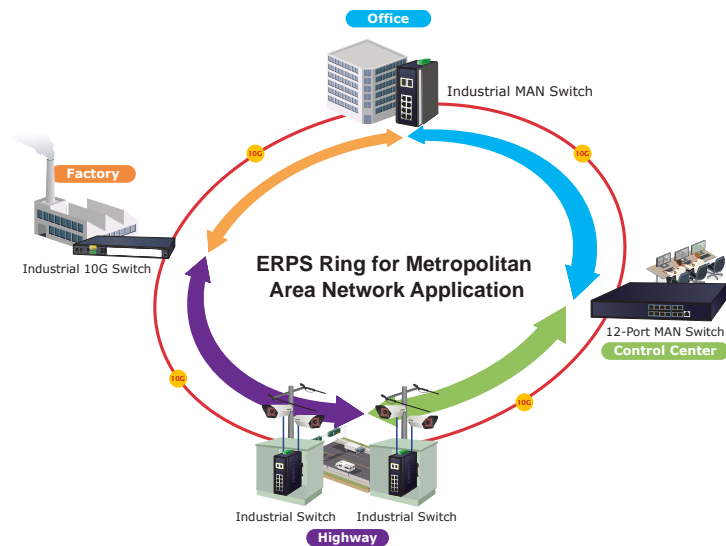 Office
Industrial MAN Switch
10G
10G
Factory
Industrial 10G Switch
ERPS Ring for Metropolitan
Area Network Application
12-Port MAN Switch
Control Center
10G
10G
Industrial Switch
Industrial Switch
Highway